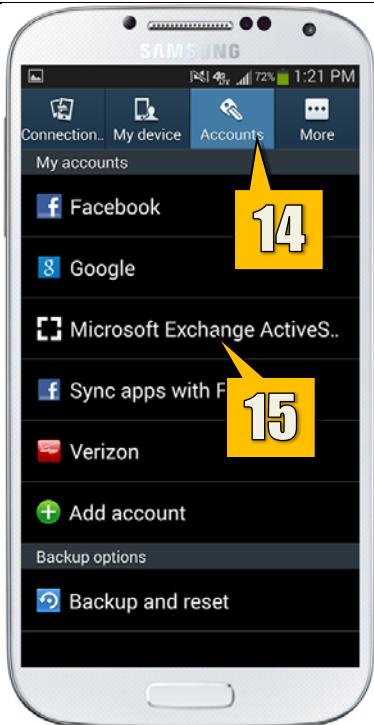 SAMSUNG
4G 72% 1:21 PM
Connection.. My device Accounts More
My accounts
Facebook
14
Google
Microsoft Exchange ActiveS..
Sync apps with F
15
Verizon
Add account
Backup options
Backup and reset